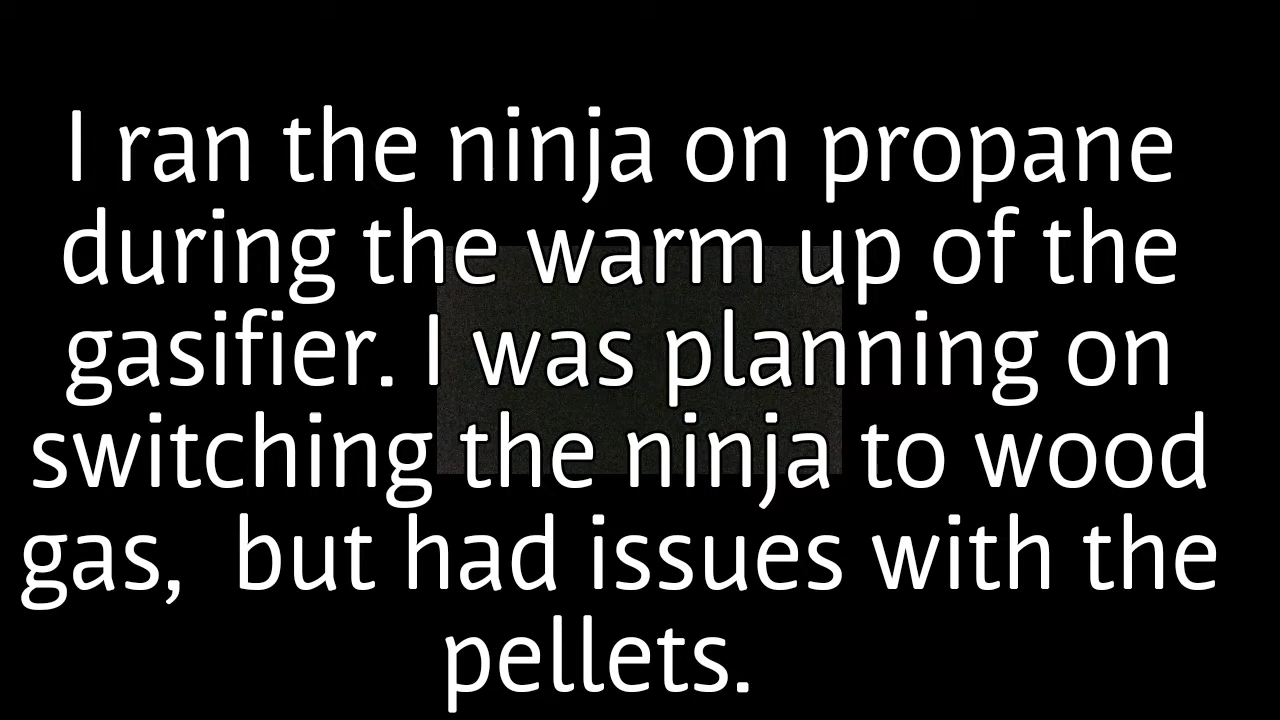 I ran the ninja on propane
during the warm up of the
gasifier. I was planning on
switching the ninja to wood
gas,  but had issues with the
pellets.